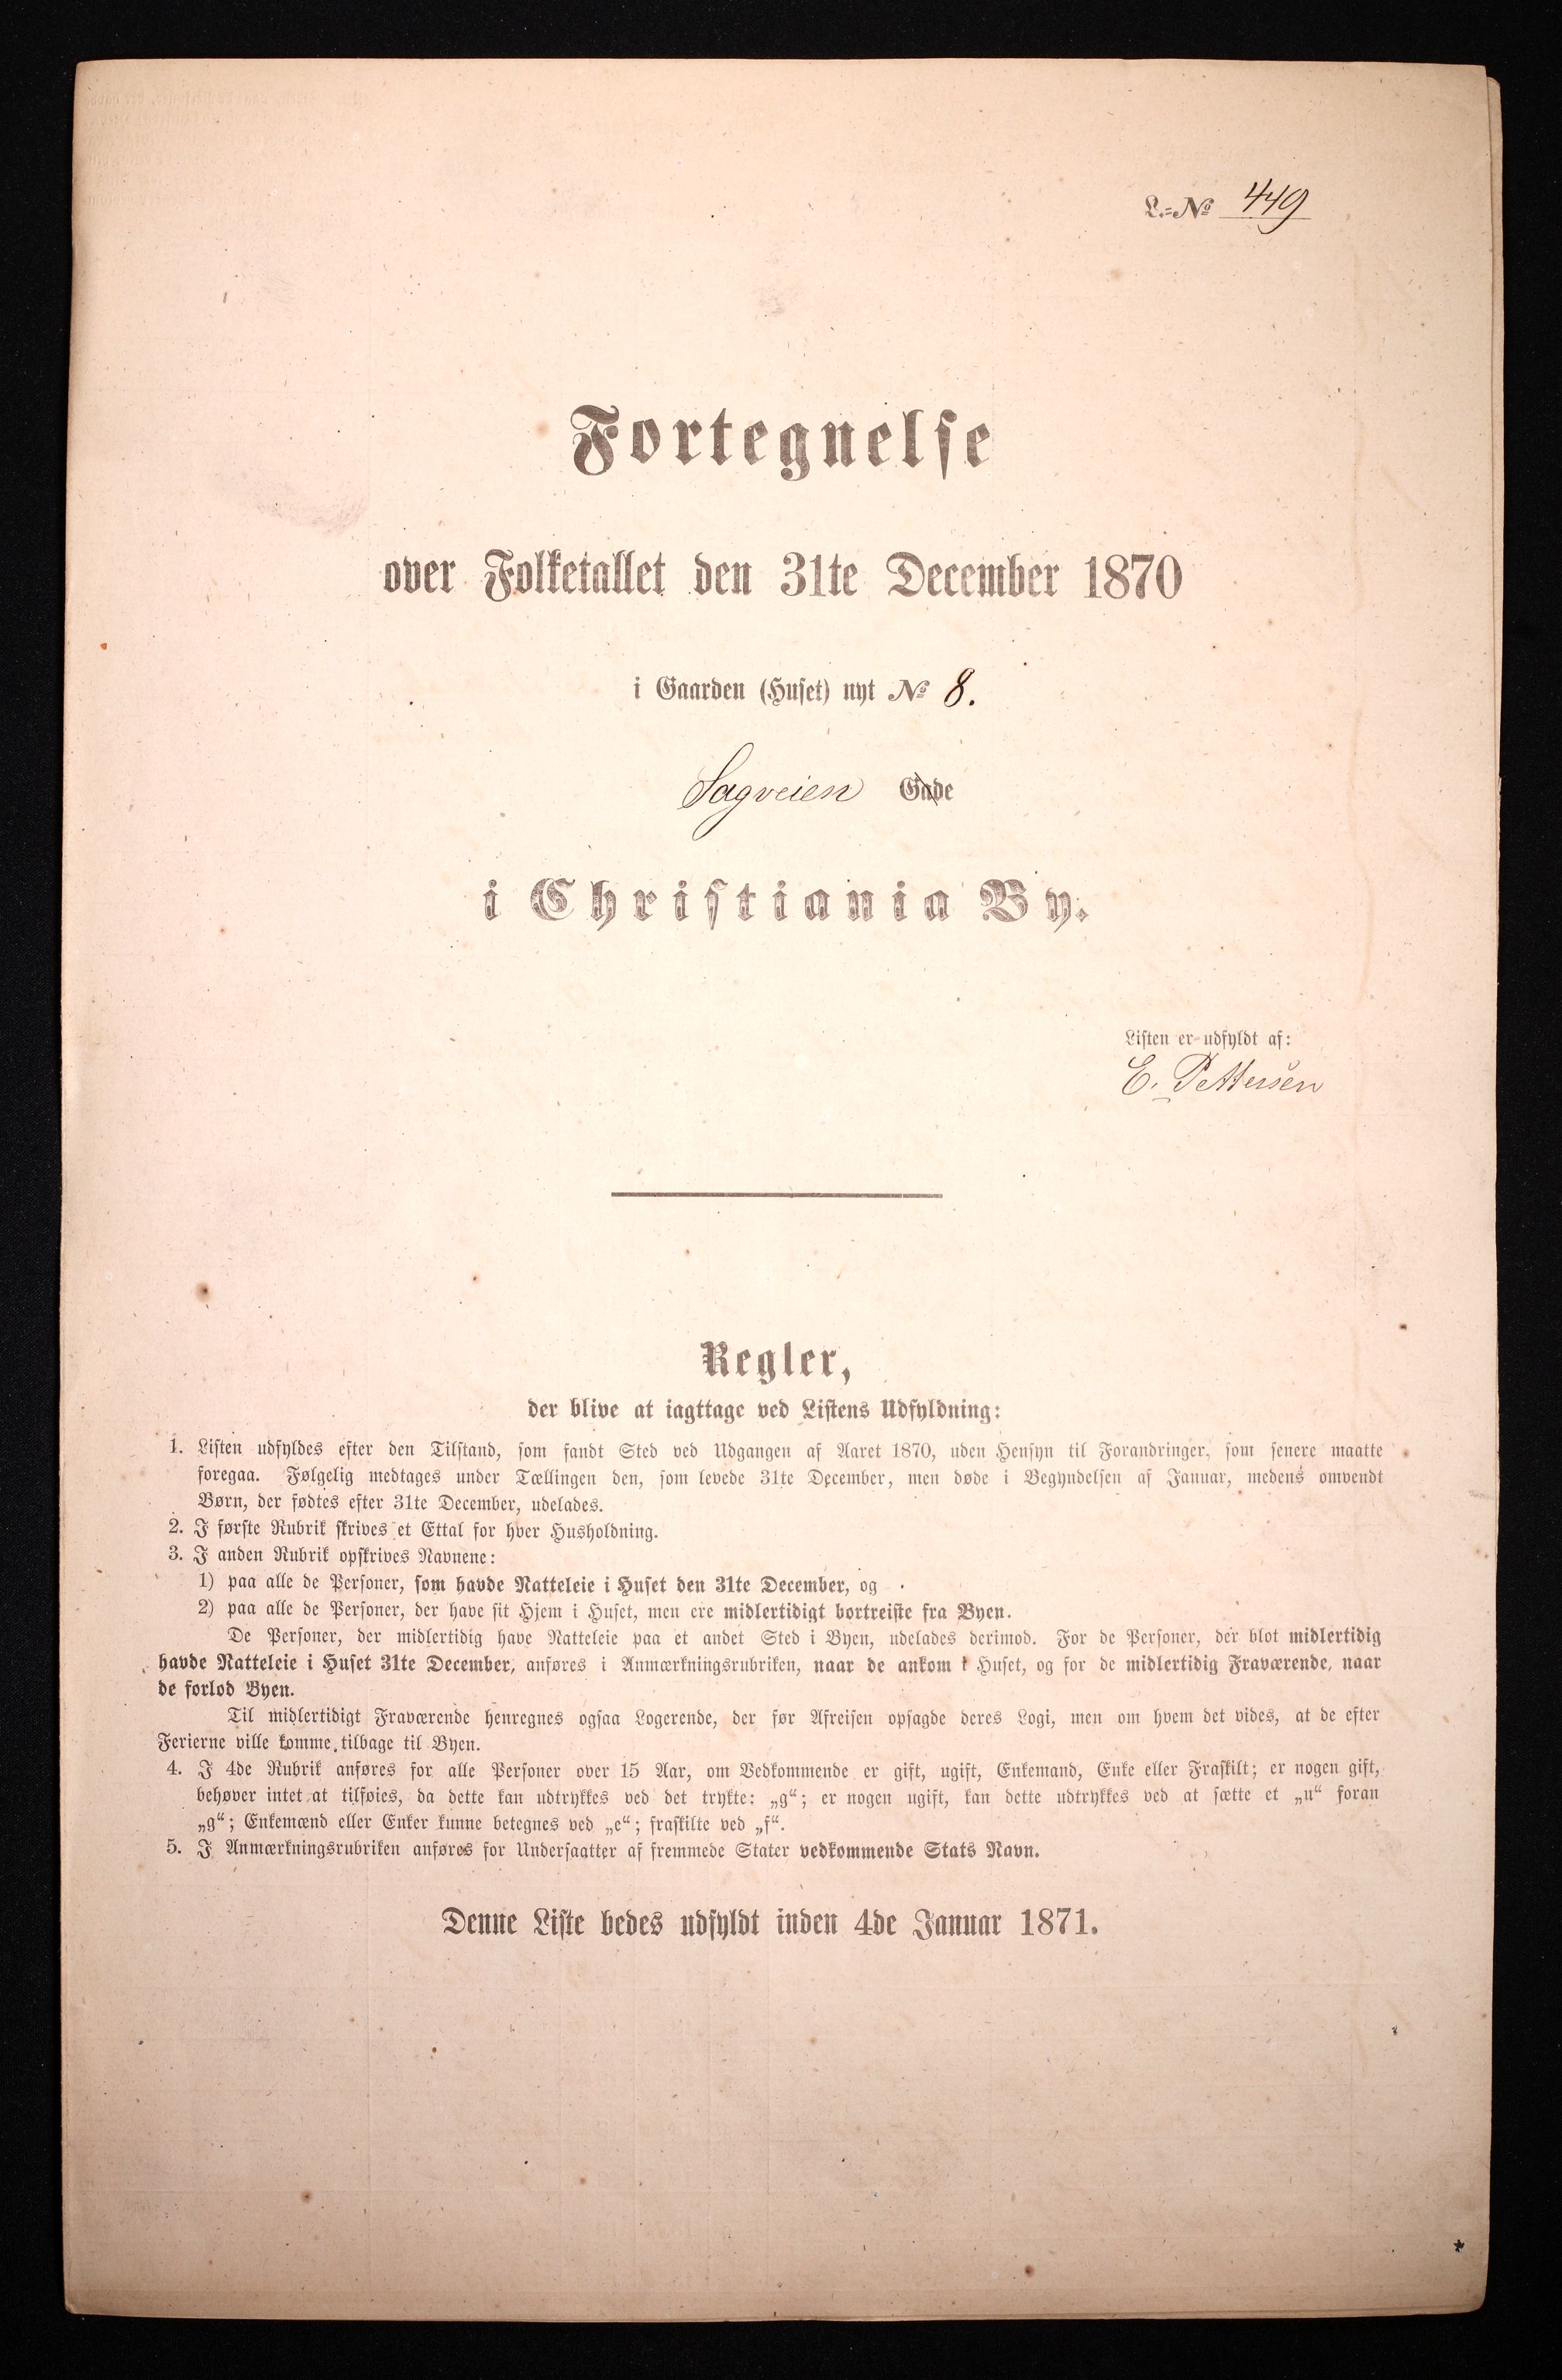 L.-№ 449
Fortegnelse
over Folketallet den 31te December 1870
i Gaarden (Huset) nyt № 8.
Sagveien Gade
i Christiania By.
Listen er udfyldt af:
E. Pettersen
Regler,
der blive at iagttage ved Listens Udfyldning:
1. Listen udfyldes efter den Tilstand, som fandt Sted ved Udgangen af Aaret 1870, uden Hensyn til Forandringer, som senere maatte
foregaa. Følgelig medtages under Tællingen den, som levede 31te December, men døde i Begyndelsen af Januar, medens omvendt
Børn, der fødtes efter 31te December, udelades.
2. I første Rubrik skrives et Ettal for hver Husholdning.
3. I anden Rubrik opskrives Navnene:
1) paa alle de Personer, som havde Natteleie i Huset den 31te December, og
2) paa alle de Personer, der have sit Hjem i Huset, men ere midlertidigt bortreiste fra Byen.
De Personer, der midlertidig have Natteleie paa et andet Sted i Byen, udelades derimod. For de Personer, der blot midlertidig
havde Natteleie i Huset 31te December, anføres i Anmærkningsrubriken, naar de ankom i Huset, og for de midlertidig Fraværende, naar
de forlod Byen.
Til midlertidigt Fraværende henregnes ogsaa Logerende, der før Afreisen opsagde deres Logi, men om hvem det vides, at de efter
Ferierne ville komme tilbage til Byen.
4. I 4de Rubrik anføres for alle Personer over 15 Aar, om Vedkommende er gift, ugift, Enkemand, Enke eller Fraskilt; er nogen gift,
behøver intet at tilføies, da dette kan udtrykkes ved det trykte: „g“; er nogen ugift, kan dette udtrykkes ved at sætte et „u“ foran
„g“; Enkemænd eller Enker kunne betegnes ved „e“; fraskilte ved „f“.
5. I Anmærkningsrubriken anføres for Undersaatter af fremmede Stater vedkommende Stats Navn.
Denne Liste bedes udfyldt inden 4de Januar 1871.